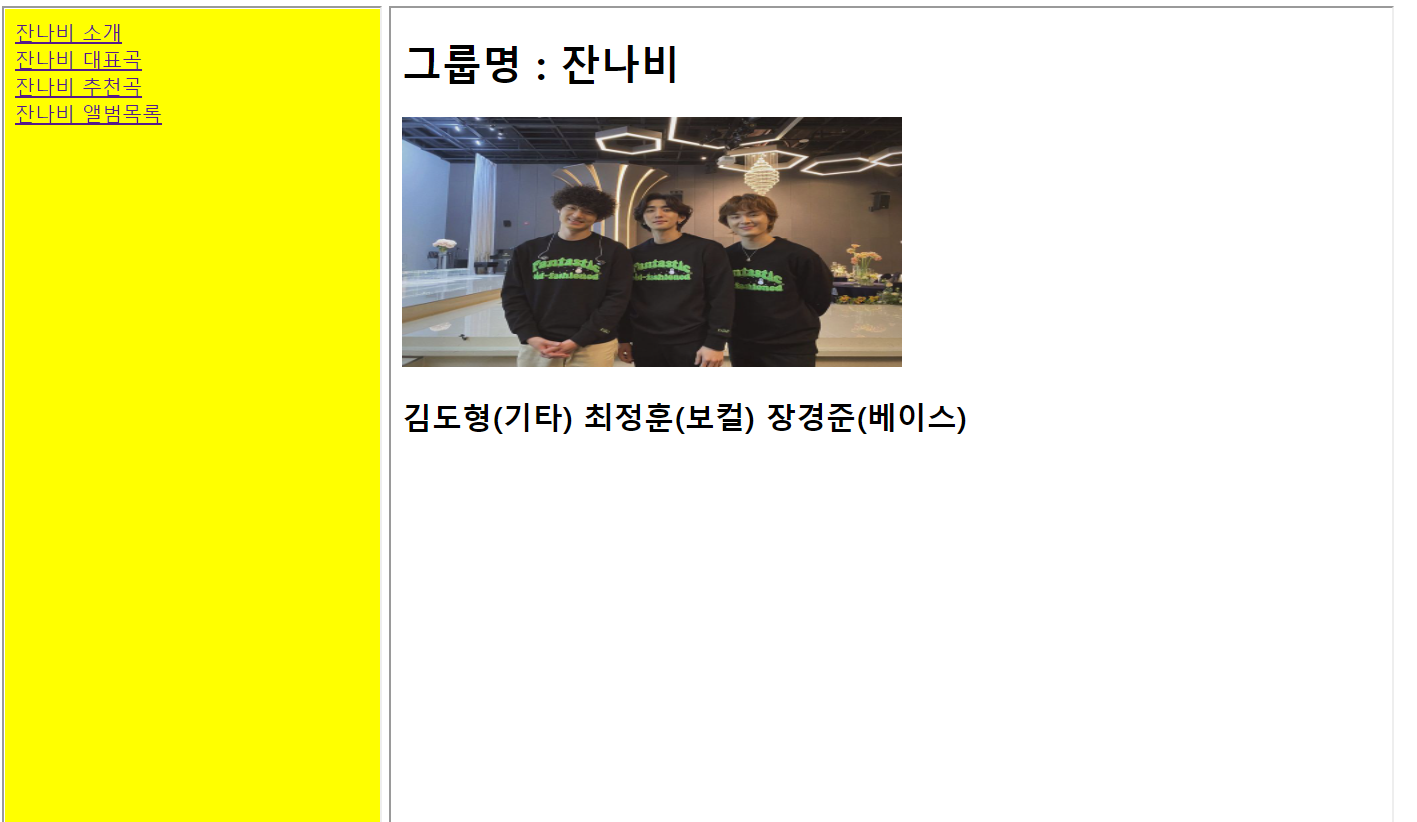 잔나비 소개
잔나비 대표곡
잔나비 추천곡
잔나비 앨범목록
그룹명 : 잔나비
fantastic
old-fashioned
fantastic
old-fashioned
김도형(기타) 최정훈(보컬) 장경준(베이스)